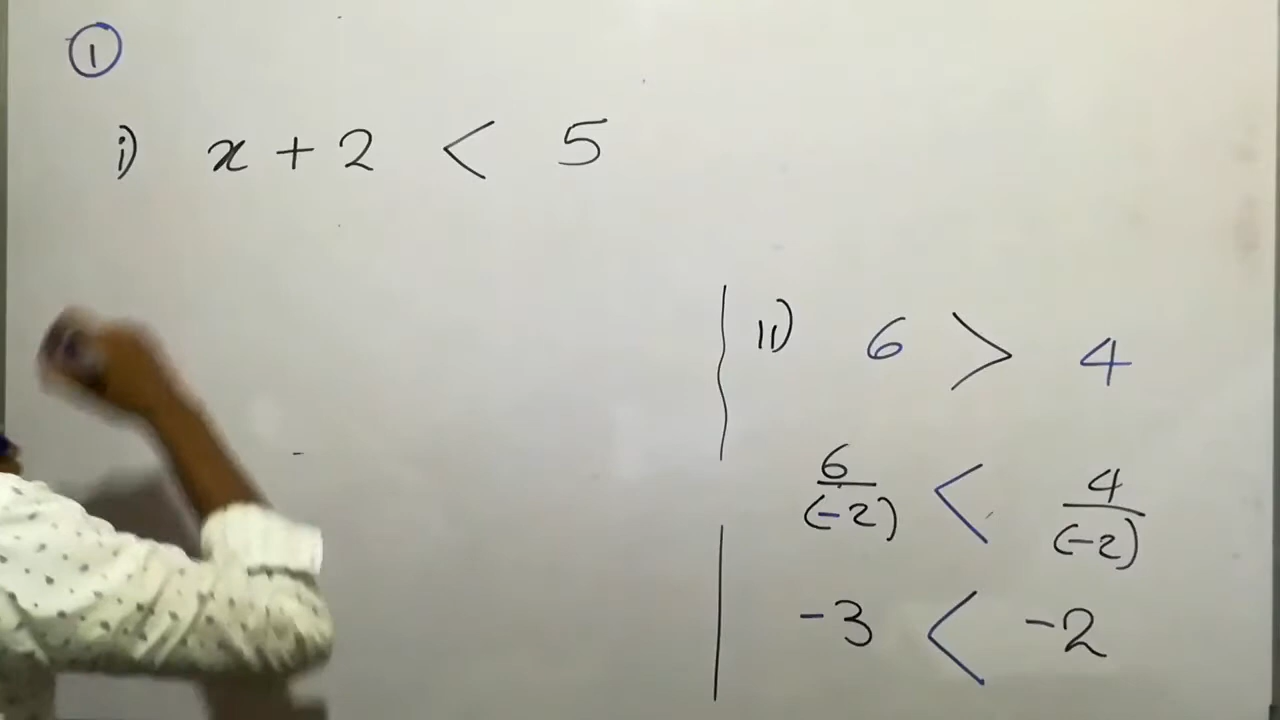 ①
i) x + 2 < 5
ii) 6 > 4
6/(-2) < 4/(-2)
-3 < -2